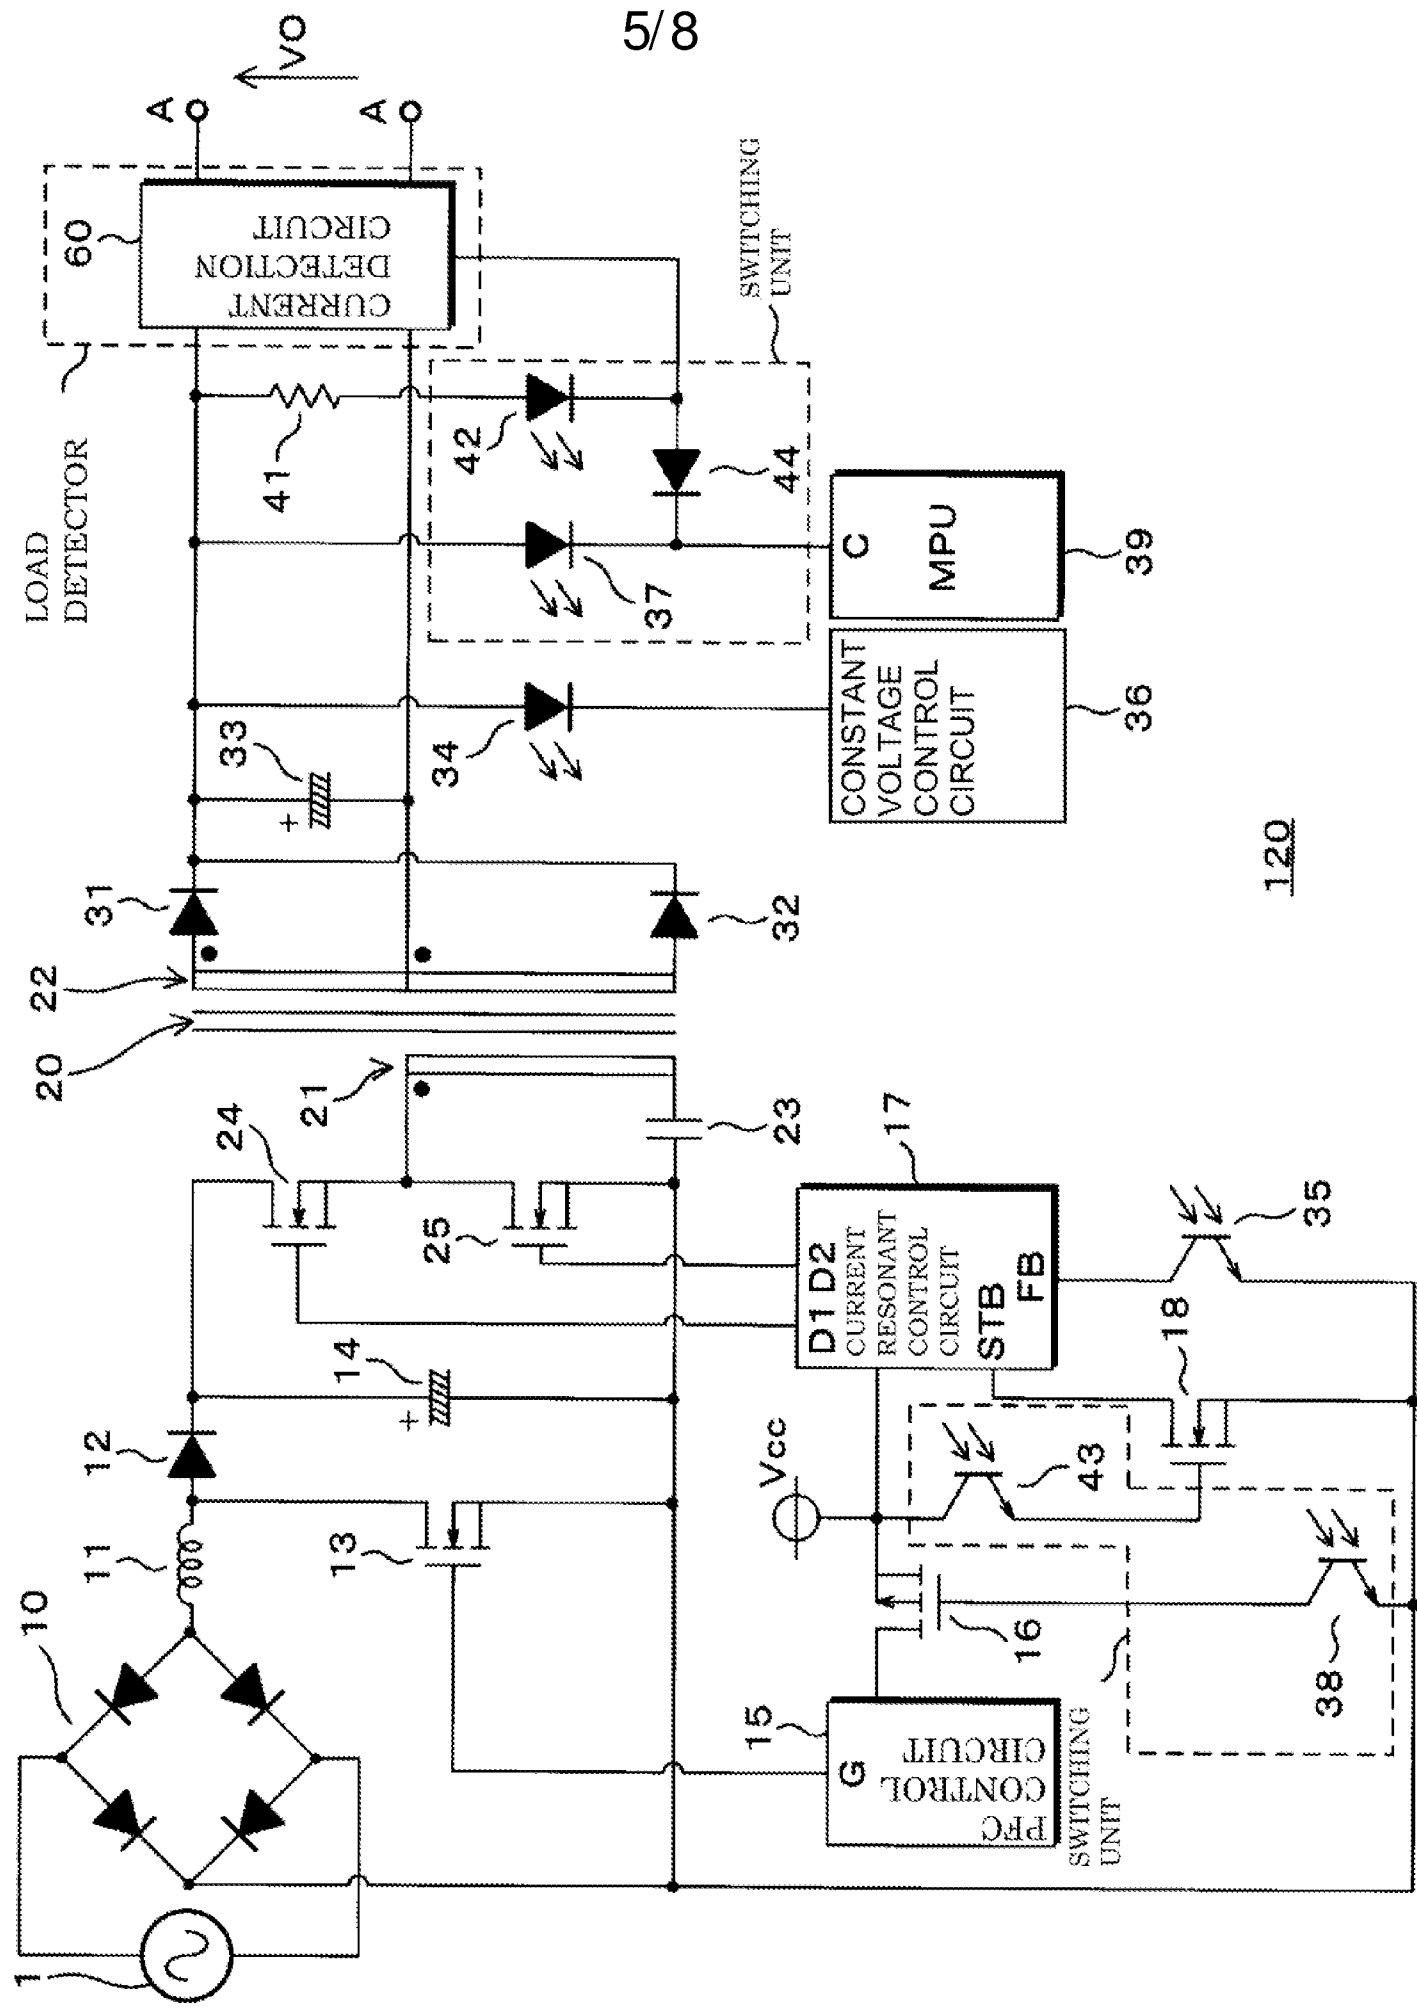 5/8
VO
A
A
60
CURRENT
DETECTION
CIRCUIT
LOAD
DETECTOR
SWITCHING
UNIT
41
42
44
37
C
MPU
39
34
33
+
CONSTANT
VOLTAGE
CONTROL
CIRCUIT
36
31
32
22
20
21
120
24
25
23
17
D1 D2
CURRENT
RESONANT
CONTROL
CIRCUIT
STB
FB
35
18
14
+
12
11
13
10
Vcc
43
16
38
15
G
PFC
CONTROL
CIRCUIT
SWITCHING
UNIT
1